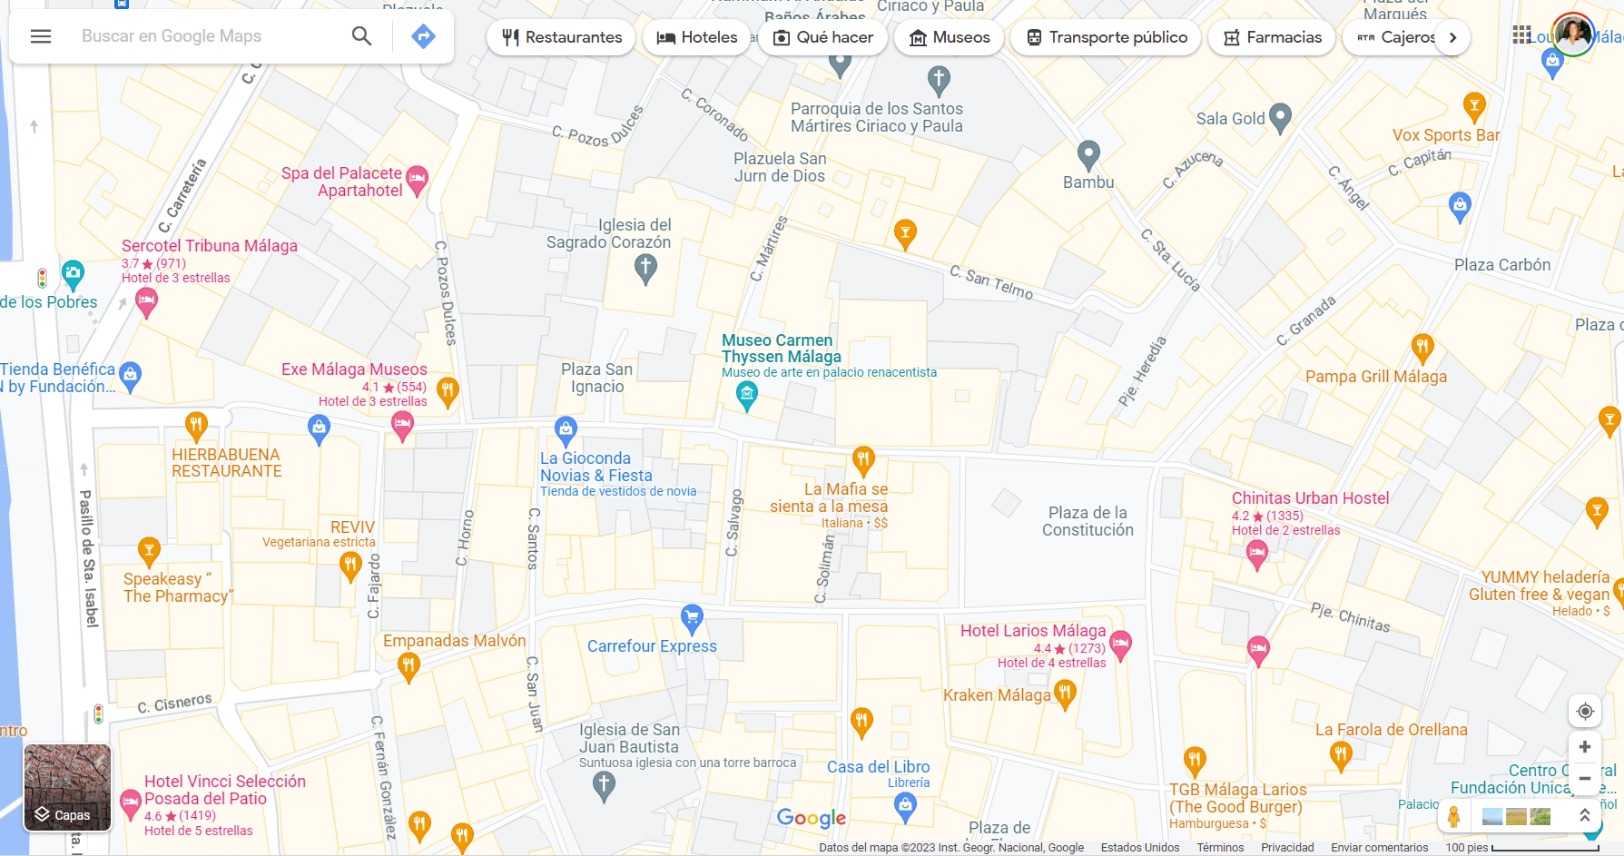 Plazuela
Baños Árabes
Ciriaco y Paula
Plaza del
Marqués
Buscar en Google Maps
Restaurantes
Hoteles
Qué hacer
Museos
Transporte público
Farmacias
ATM Cajeros
C. Carretería
C. Pozos Dulces
C. Coronado
Parroquia de los Santos
Mártires Ciriaco y Paula
Sala Gold
Vox Sports Bar
C. Capitán
C. Azucena
C. Ángel
Plazuela San
Jurn de Dios
Bambu
Spa del Palacete
Apartahotel
Iglesia del
Sagrado Corazón
C. Mártires
C. Sta. Lucía
C. San Telmo
Plaza Carbón
Sercotel Tribuna Málaga
3.7 ★ (971)
Hotel de 3 estrellas
de los Pobres
C. Pozos Dulces
C. Granada
Plaza d
Museo Carmen
Thyssen Málaga
Museo de arte en palacio renacentista
Pje. Heredia
Pampa Grill Málaga
Tienda Benéfica
N by Fundación...
Exe Málaga Museos
4.1 ★ (554)
Hotel de 3 estrellas
Plaza San
Ignacio
HIERBABUENA
RESTAURANTE
La Gioconda
Novias & Fiesta
Tienda de vestidos de novia
La Mafia se
sienta a la mesa
Italiana • $$
Plaza de la
Constitución
Chinitas Urban Hostel
4.2 ★ (1335)
Hotel de 2 estrellas
Pasillo de Sta. Isabel
REVIV
Vegetariana estricta
C. Horno
C. Santos
C. Salvago
C. Solimán
C. Fajardo
Speakeasy "
The Pharmacy"
YUMMY heladería
Gluten free & vegan
Helado • $
Pje. Chinitas
Empanadas Malvón
Carrefour Express
Hotel Larios Málaga
4.4 ★ (1273)
Hotel de 4 estrellas
Kraken Málaga
C. Cisneros
C. San Juan
C. Fernán González
Iglesia de San
Juan Bautista
Suntuosa iglesia con una torre barroca
La Farola de Orellana
ntro
Capas
Hotel Vincci Selección
Posada del Patio
4.6 ★ (1419)
Hotel de 5 estrellas
Casa del Libro
Librería
TGB Málaga Larios
(The Good Burger)
Hamburguesa • $
Google
Plaza de
Datos del mapa ©2023 Inst. Geogr. Nacional, Google
Estados Unidos
Términos
Privacidad
Enviar comentarios
100 pies